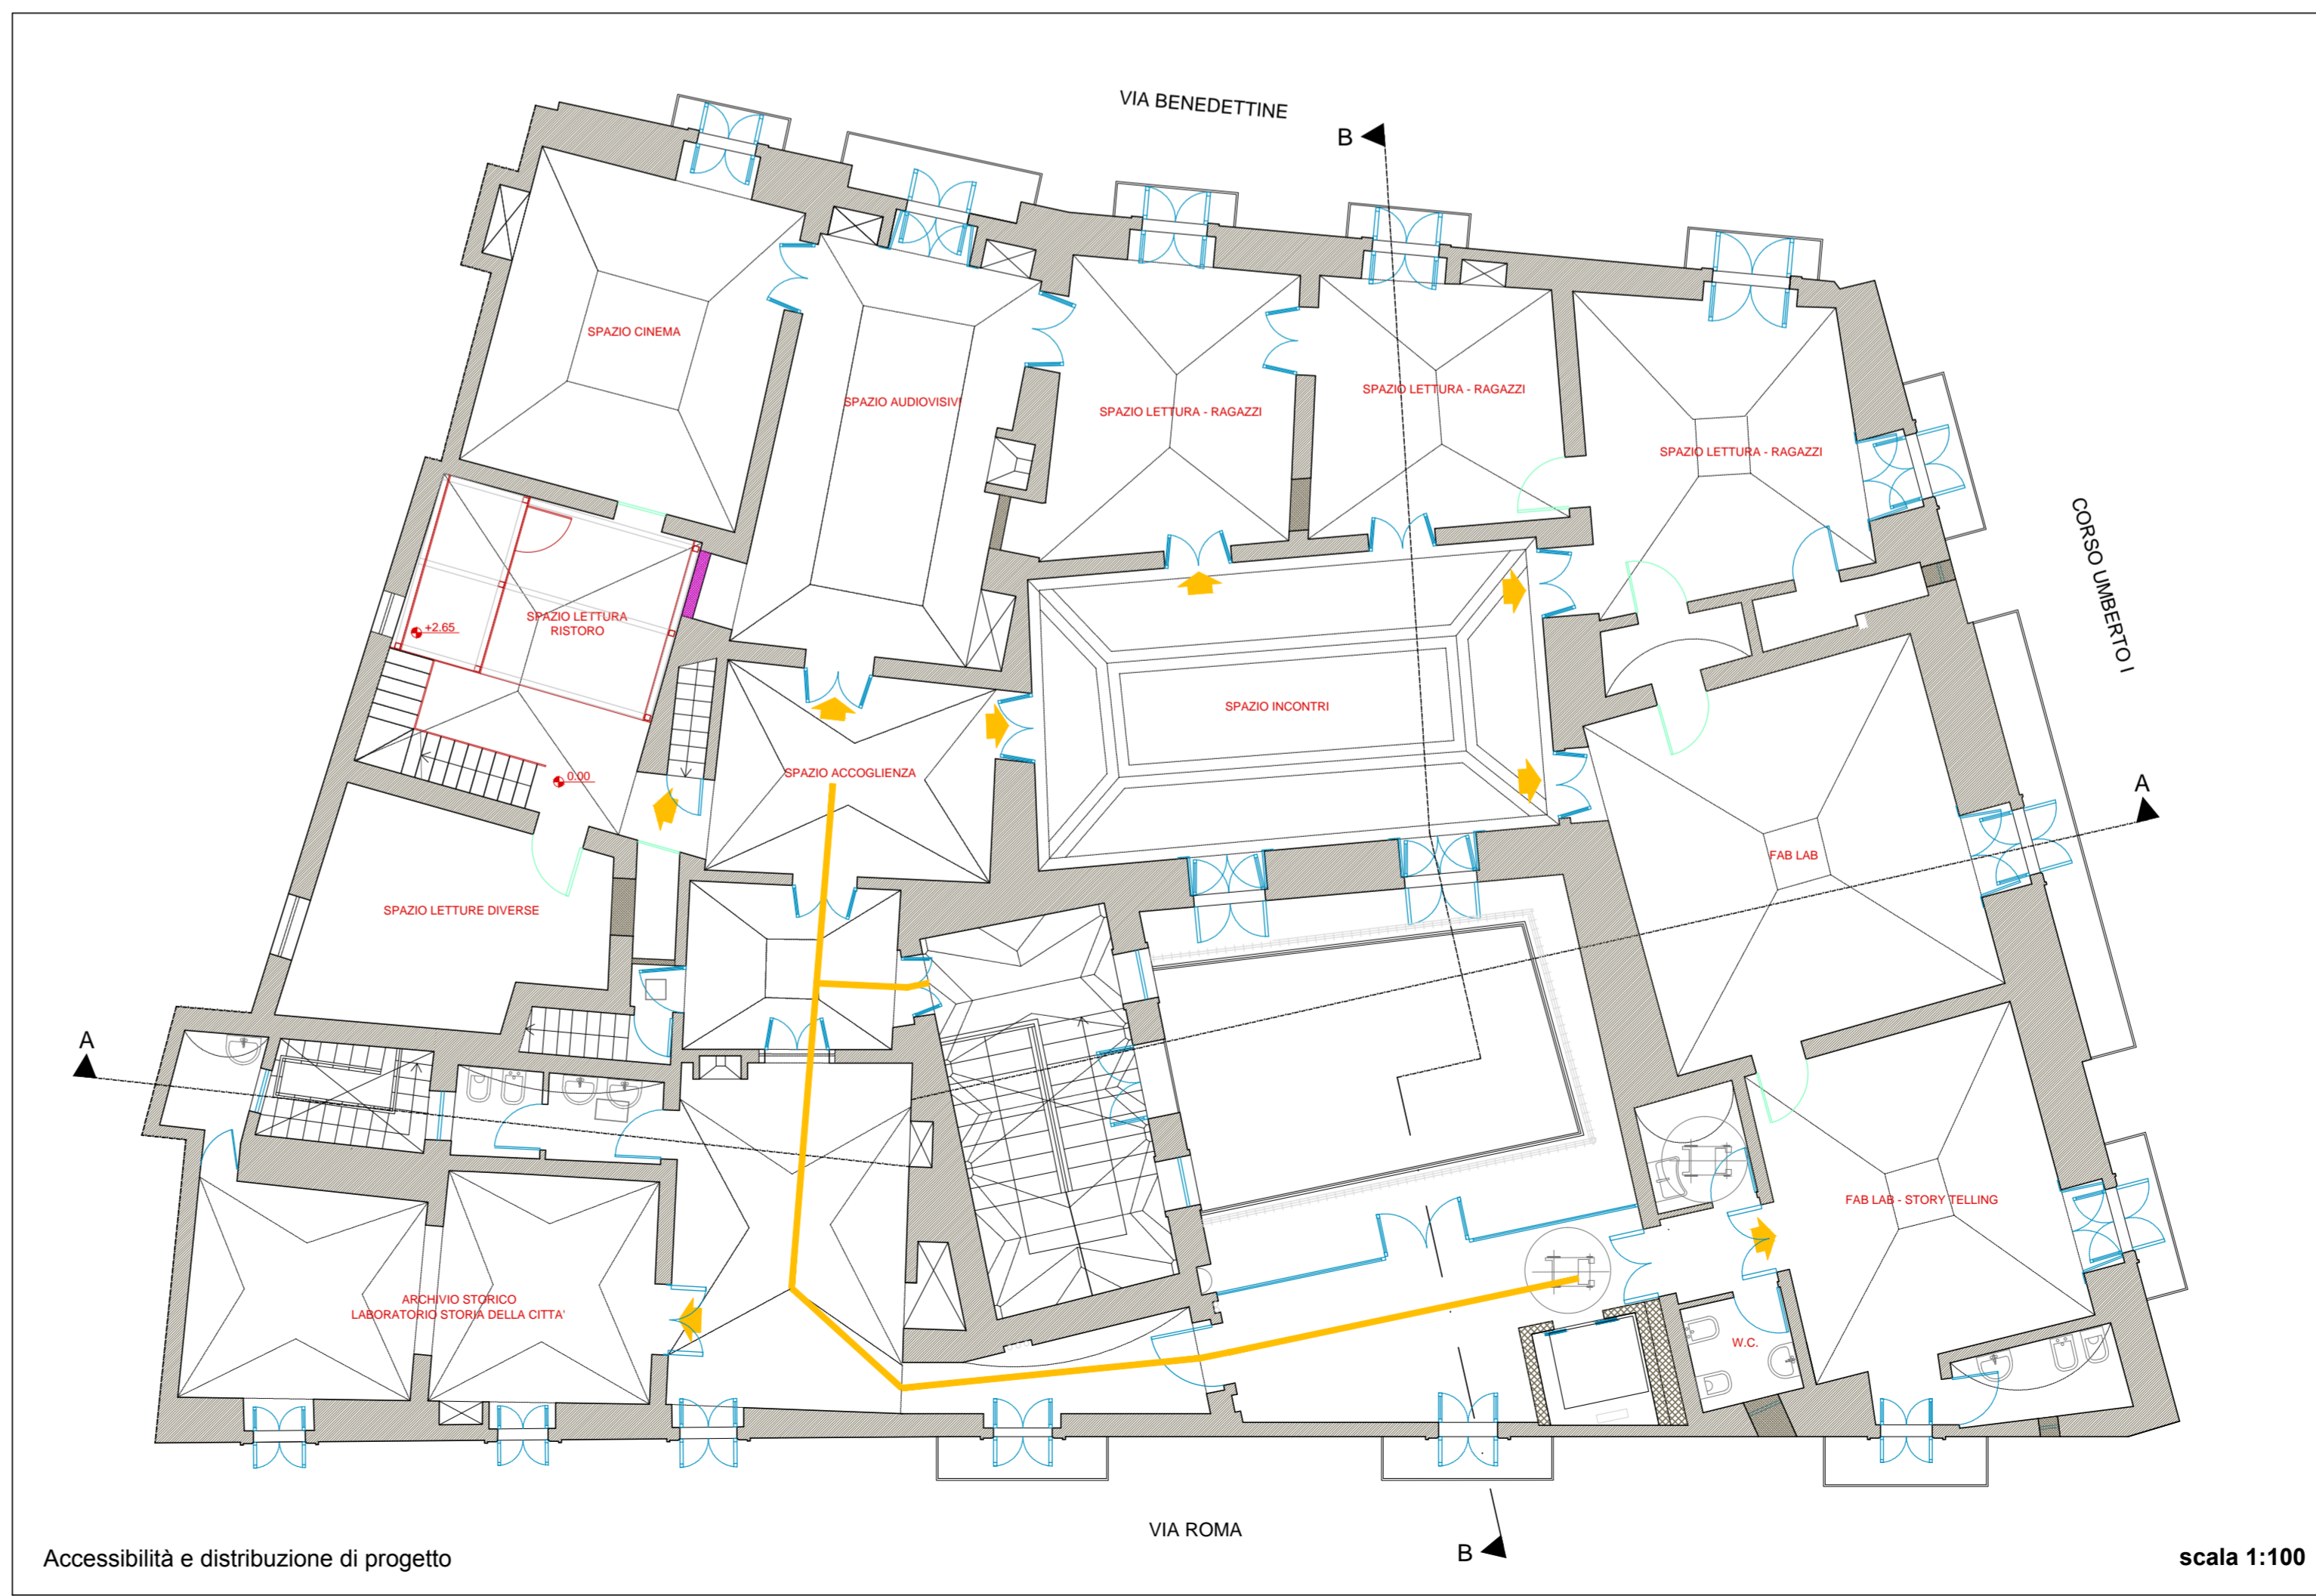 VIA BENEDETTINE
B
SPAZIO CINEMA
SPAZIO AUDIOVISIVI
SPAZIO LETTURA - RAGAZZI
SPAZIO LETTURA - RAGAZZI
SPAZIO LETTURA - RAGAZZI
CORSO UMBERTO I
SPAZIO LETTURA
RISTORO
+2.65
SPAZIO INCONTRI
SPAZIO ACCOGLIENZA
0.00
A
FAB LAB
SPAZIO LETTURE DIVERSE
A
FAB LAB - STORY TELLING
ARCHIVIO STORICO
LABORATORIO STORIA DELLA CITTA'
W.C.
VIA ROMA
B
Accessibilità e distribuzione di progetto
scala 1:100